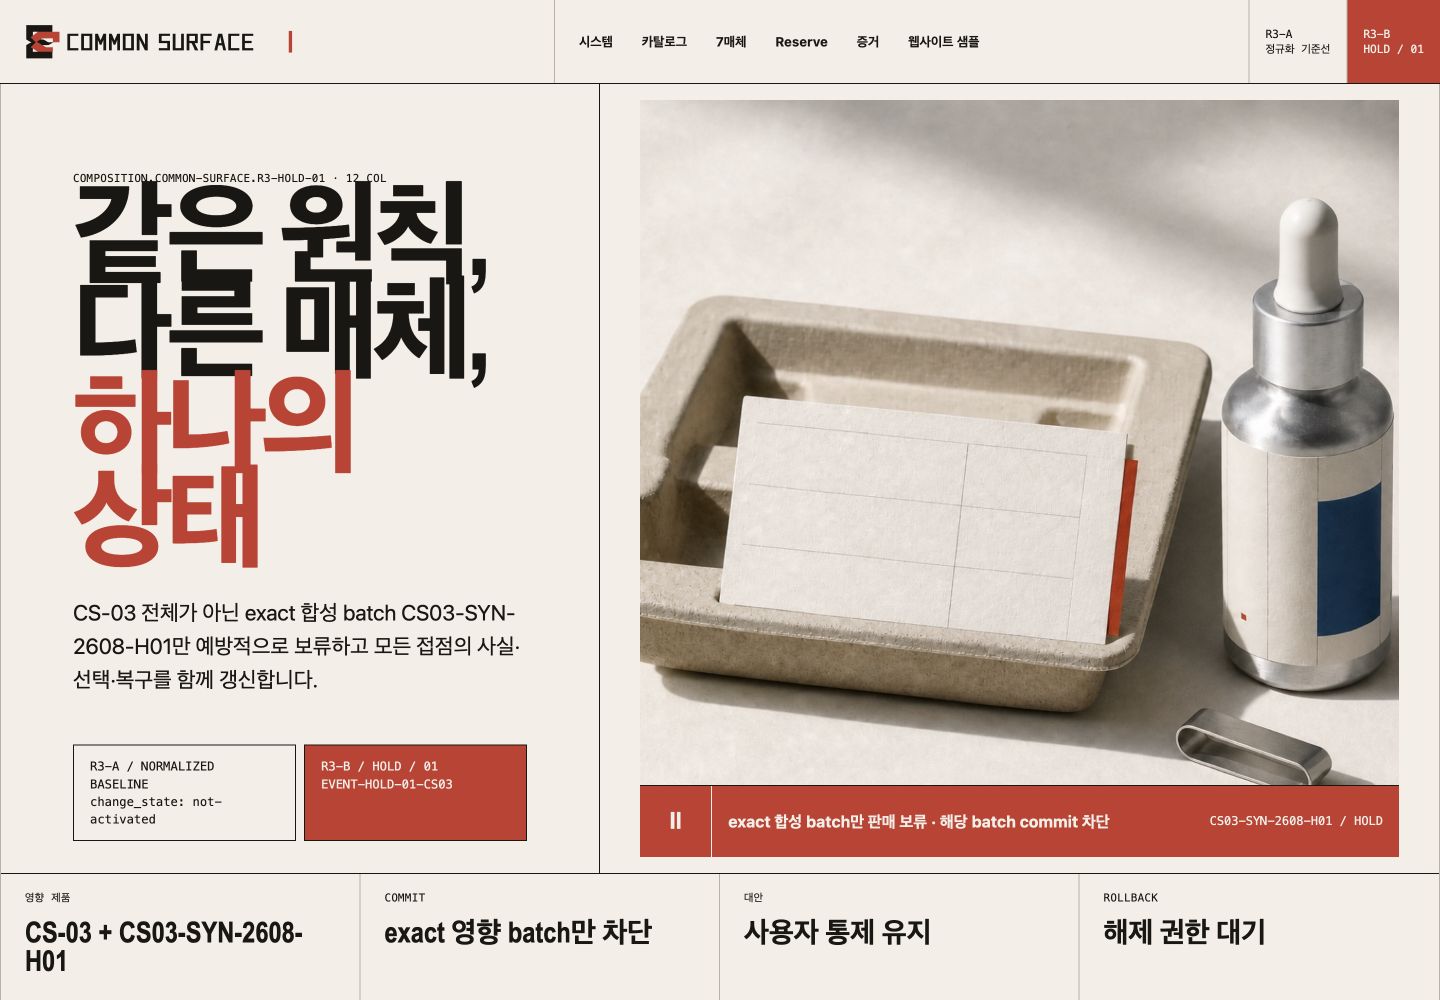 COMMON SURFACE
시스템 카탈로그 7매체 Reserve 증거 웹사이트 샘플
R3-A
정규화 기준선
R3-B
HOLD / 01
COMPOSITION.COMMON-SURFACE.R3-HOLD-01 · 12 COL
같은 원칙,
다른 매체,
하나의
상태
CS-03 전체가 아닌 exact 합성 batch CS03-SYN-
2608-H01만 예방적으로 보류하고 모든 접점의 사실·
선택·복구를 함께 갱신합니다.
R3-A / NORMALIZED
BASELINE
change_state: not-
activated
R3-B / HOLD / 01
EVENT-HOLD-01-CS03
exact 합성 batch만 판매 보류 · 해당 batch commit 차단
CS03-SYN-2608-H01 / HOLD
영향 제품
CS-03 + CS03-SYN-2608-
H01
COMMIT
exact 영향 batch만 차단
대안
사용자 통제 유지
ROLLBACK
해제 권한 대기